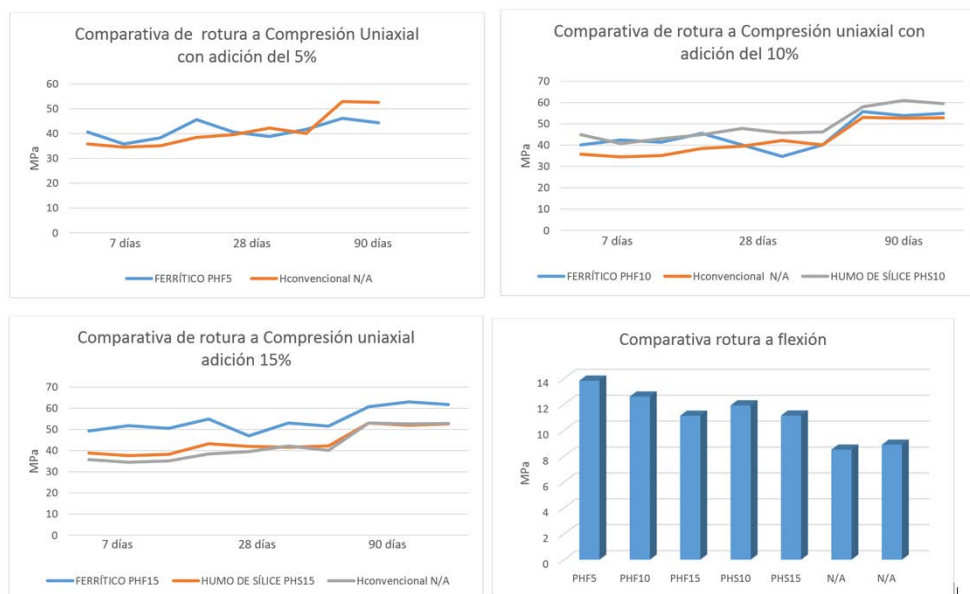 Comparativa de rotura a Compresión Uniaxial
con adición del 5%
60
50
40
30
20
10
0
MPa
7 días
28 días
90 días
FERRÍTICO PHF5
Hconvencional N/A
Comparativa de rotura a Compresión uniaxial con
adición del 10%
70
60
50
40
30
20
10
0
MPa
7 días
28 días
90 días
FERRÍTICO PHF10
Hconvencional N/A
HUMO DE SÍLICE PHS10
Comparativa de rotura a Compresión uniaxial
adición 15%
70
60
50
40
30
20
10
0
MPa
7 días
28 días
90 días
FERRÍTICO PHF15
HUMO DE SÍLICE PHS15
Hconvencional N/A
Comparativa rotura a flexión
14
12
10
8
6
4
2
0
MPa
PHF5
PHF10
PHF15
PHS10
PHS15
N/A
N/A